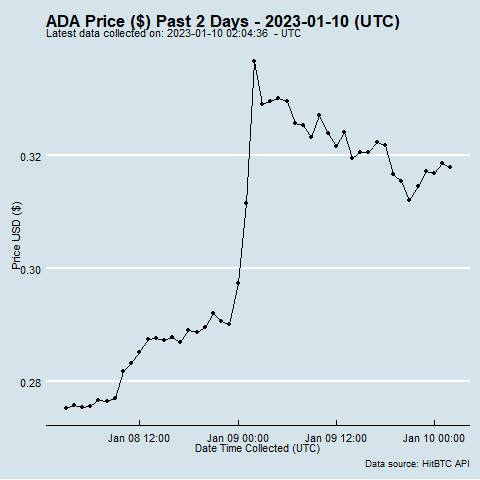 ADA Price ($) Past 2 Days - 2023-01-10 (UTC)
Latest data collected on: 2023-01-10 02:04:36  - UTC
Price USD ($)
0.32
0.30
0.28
Jan 08 12:00
Jan 09 00:00
Jan 09 12:00
Jan 10 00:00
Date Time Collected (UTC)
Data source: HitBTC API